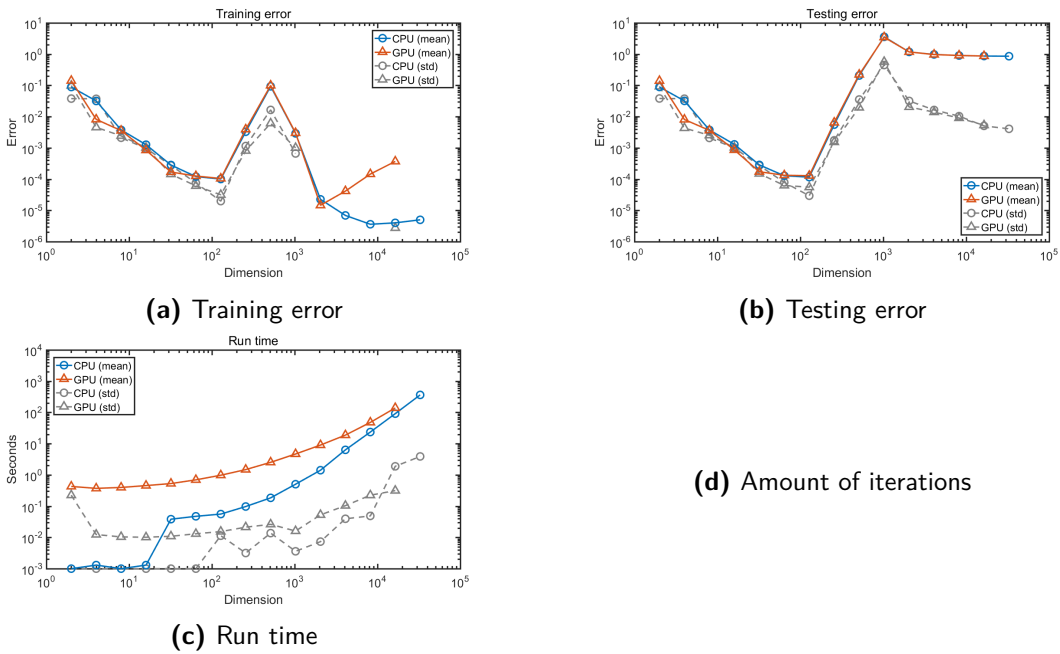 Training error
10^1
10^0
10^-1
10^-2
10^-3
10^-4
10^-5
10^-6
Error
CPU (mean)
GPU (mean)
CPU (std)
GPU (std)
10^0
10^1
10^2
10^3
10^4
10^5
Dimension
(a) Training error
Testing error
10^1
10^0
10^-1
10^-2
10^-3
10^-4
10^-5
10^-6
Error
CPU (mean)
GPU (mean)
CPU (std)
GPU (std)
10^0
10^1
10^2
10^3
10^4
10^5
Dimension
(b) Testing error
Run time
10^4
10^3
10^2
10^1
10^0
10^-1
10^-2
10^-3
Seconds
CPU (mean)
GPU (mean)
CPU (std)
GPU (std)
10^0
10^1
10^2
10^3
10^4
10^5
Dimension
(c) Run time
(d) Amount of iterations